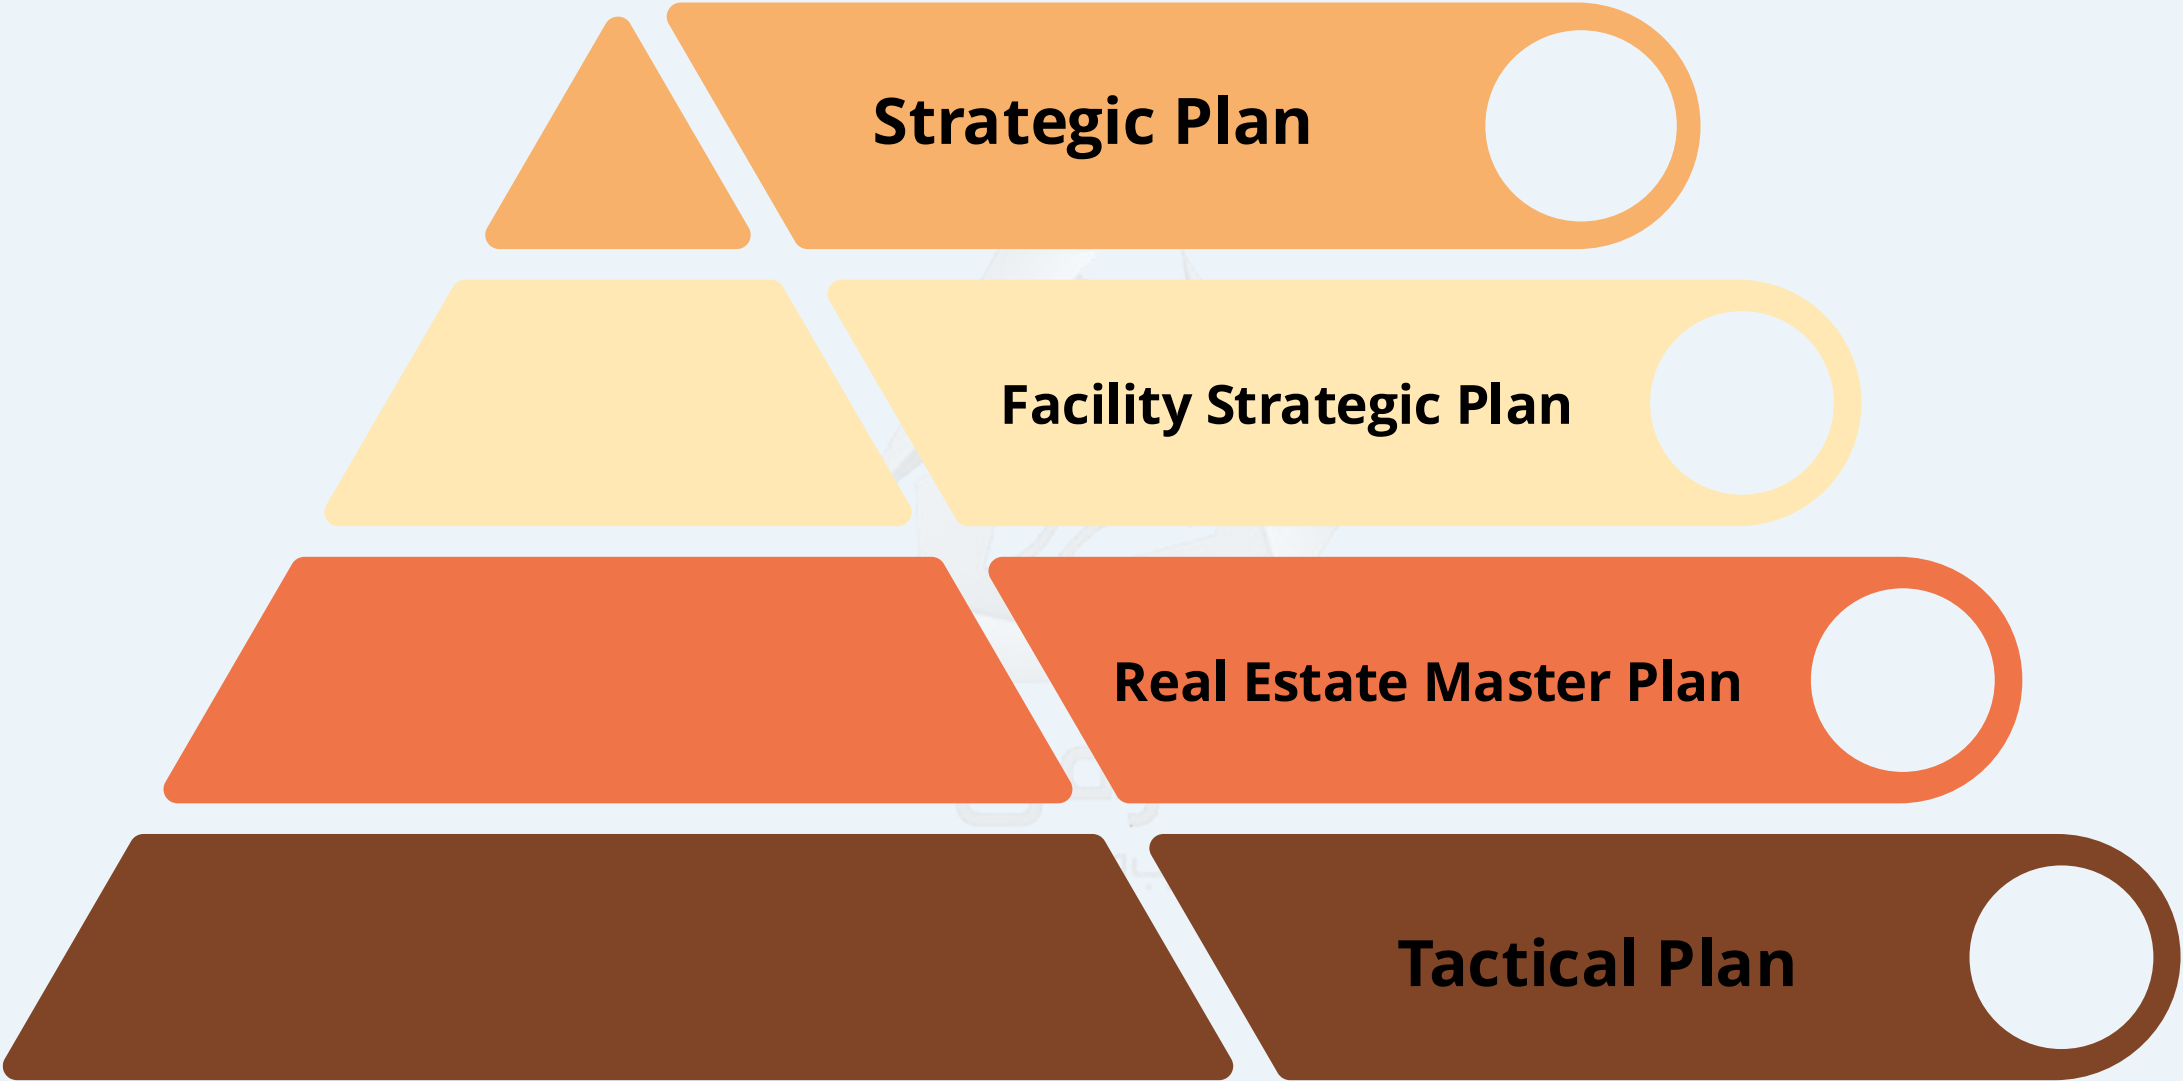 Strategic Plan
Facility Strategic Plan
Real Estate Master Plan
Tactical Plan